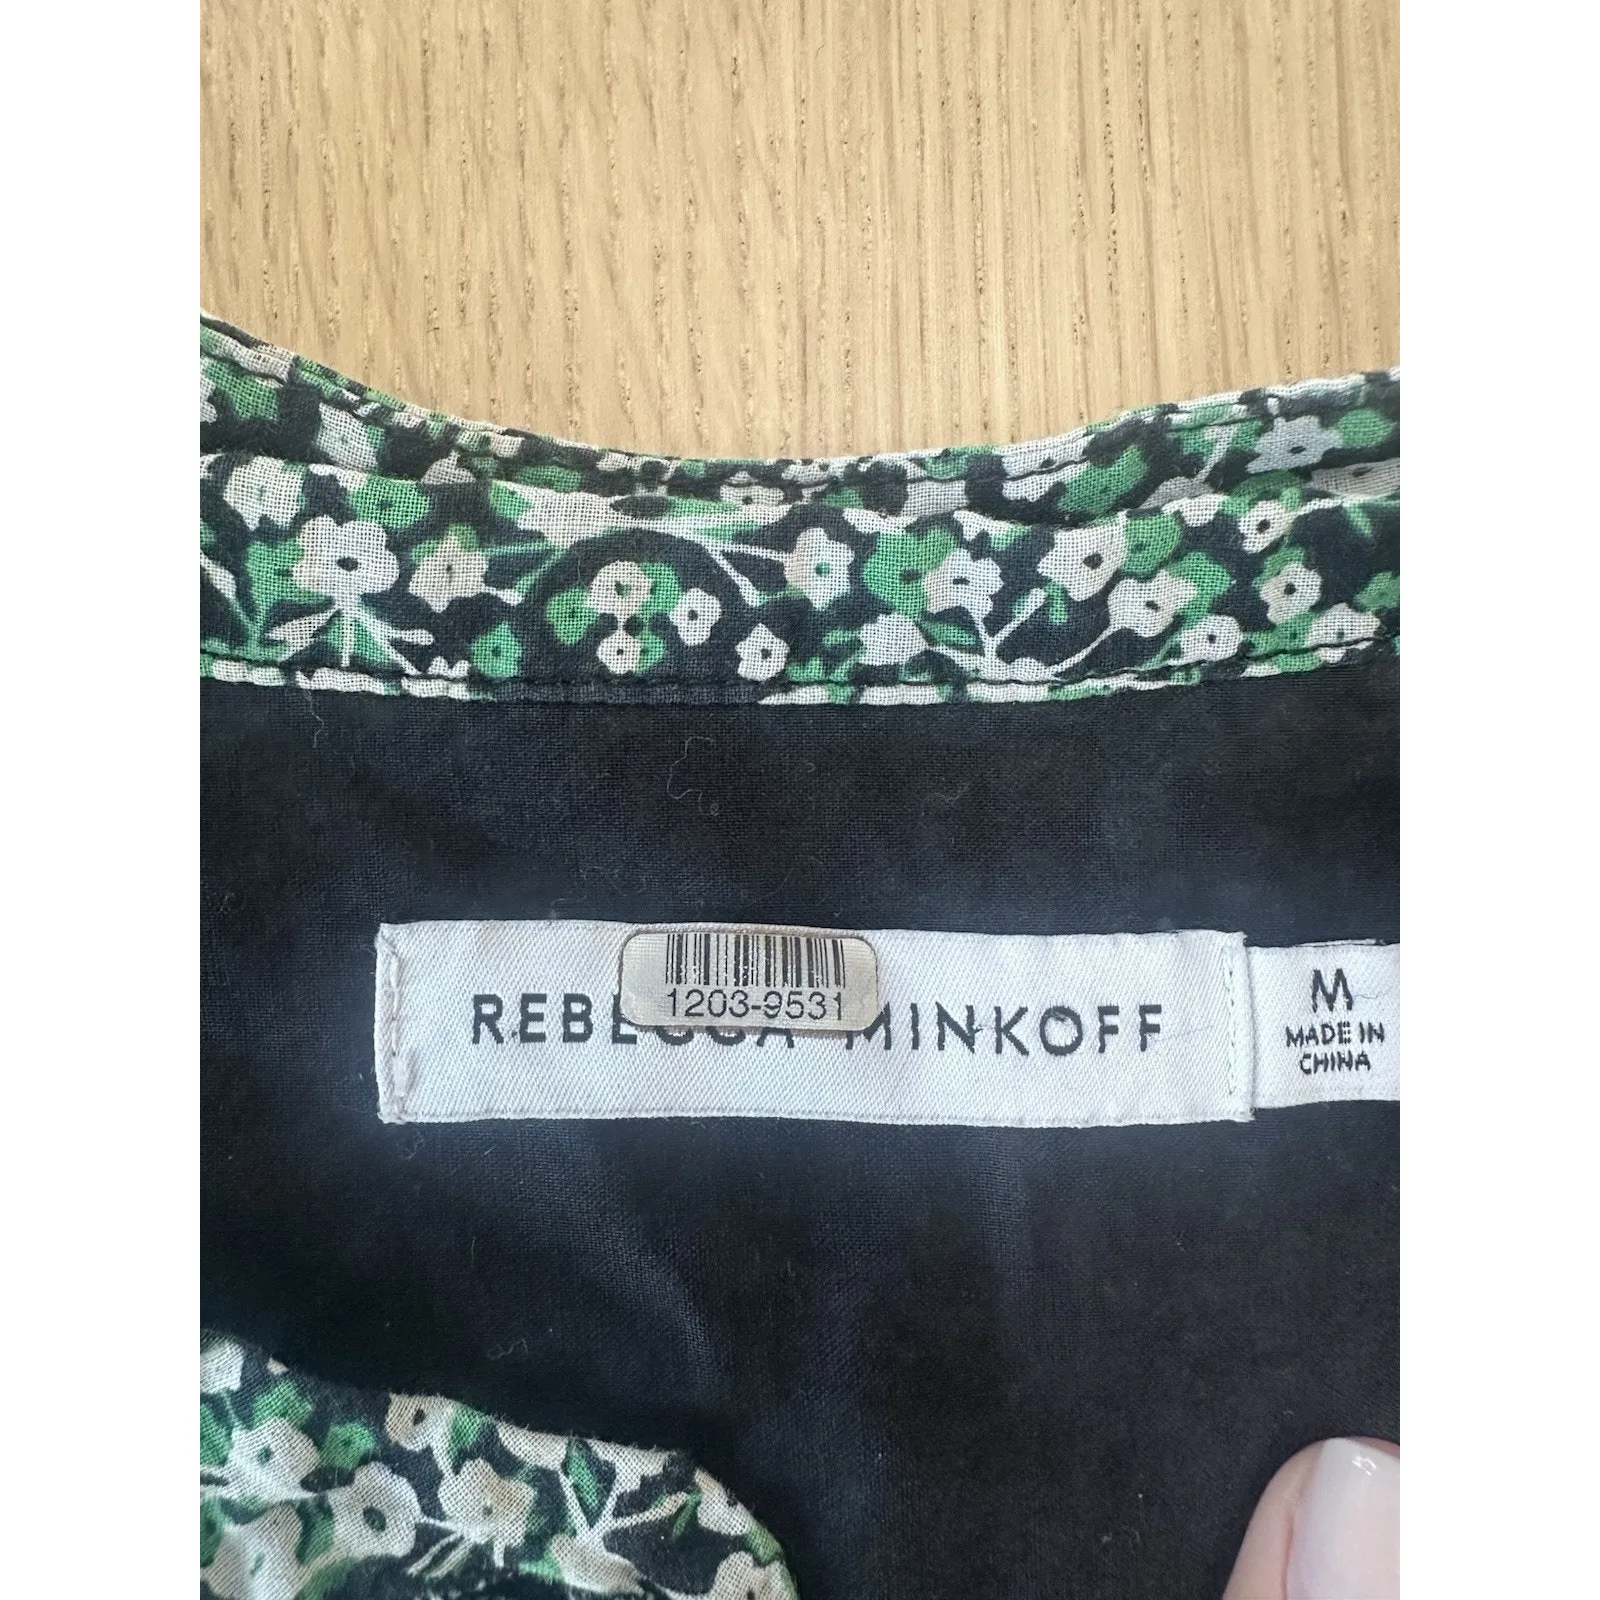 1203-9531
REBECCA MINKOFF
M
MADE IN
CHINA